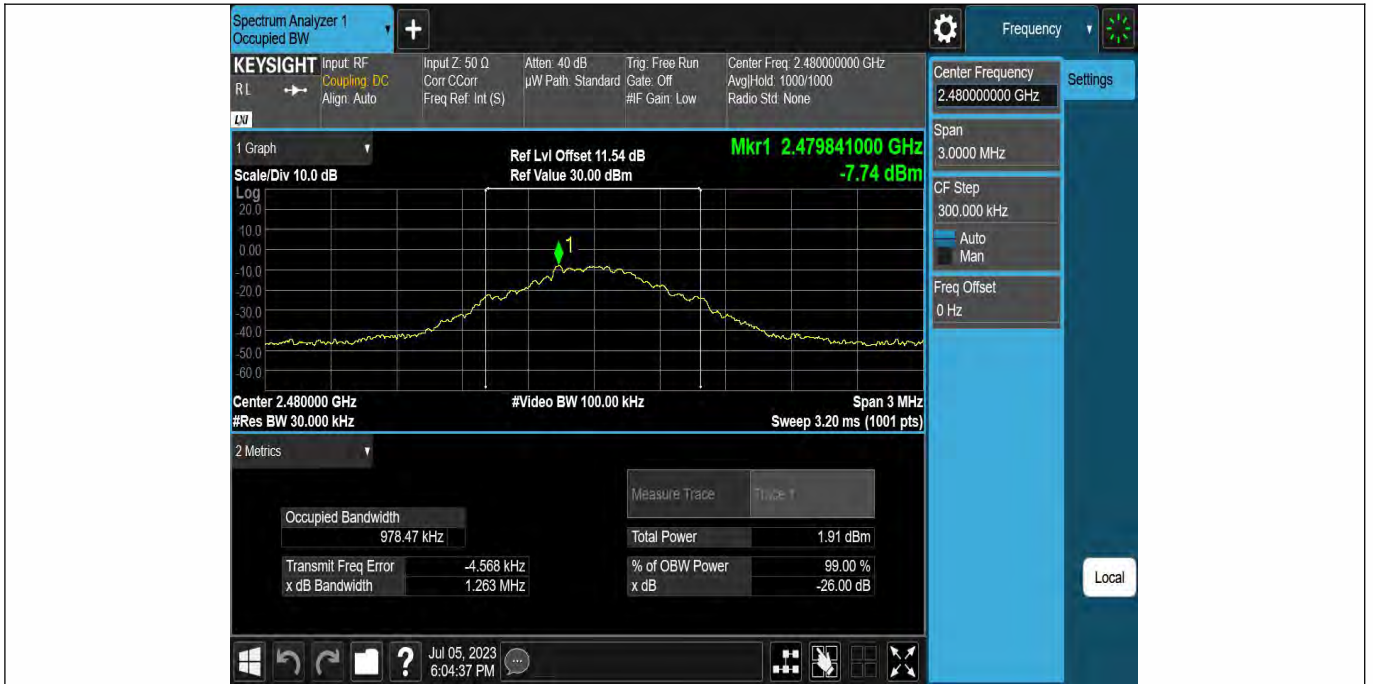 Spectrum Analyzer 1
Occupied BW
+
Frequency
KEYSIGHT
RL
LXI
Input: RF
Coupling: DC
Align: Auto
Input Z: 50 Ω
Corr CCorr
Freq Ref: Int (S)
Atten: 40 dB
µW Path: Standard
Trig: Free Run
Gate: Off
#IF Gain: Low
Center Freq: 2.480000000 GHz
Avg|Hold: 1000/1000
Radio Std: None
1 Graph
Scale/Div 10.0 dB
Ref Lvl Offset 11.54 dB
Ref Value 30.00 dBm
Mkr1 2.479841000 GHz
-7.74 dBm
Log
20.0
10.0
0.00
-10.0
-20.0
-30.0
-40.0
-50.0
-60.0
1
Center 2.480000 GHz
#Video BW 100.00 kHz
Span 3 MHz
#Res BW 30.000 kHz
Sweep 3.20 ms (1001 pts)
2 Metrics
Measure Trace
Trace 1
Occupied Bandwidth
978.47 kHz
Total Power 1.91 dBm
Transmit Freq Error -4.568 kHz
% of OBW Power 99.00 %
x dB Bandwidth 1.263 MHz
x dB -26.00 dB
Center Frequency
2.480000000 GHz
Settings
Span
3.0000 MHz
CF Step
300.000 kHz
Auto
Man
Freq Offset
0 Hz
Local
?
Jul 05, 2023
6:04:37 PM